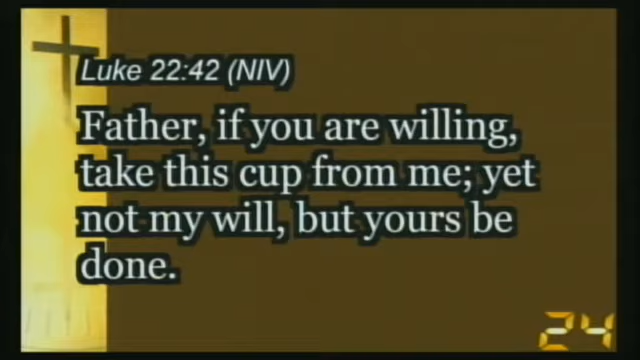 Luke 22:42 (NIV)
Father, if you are willing,
take this cup from me; yet
not my will, but yours be
done.
24